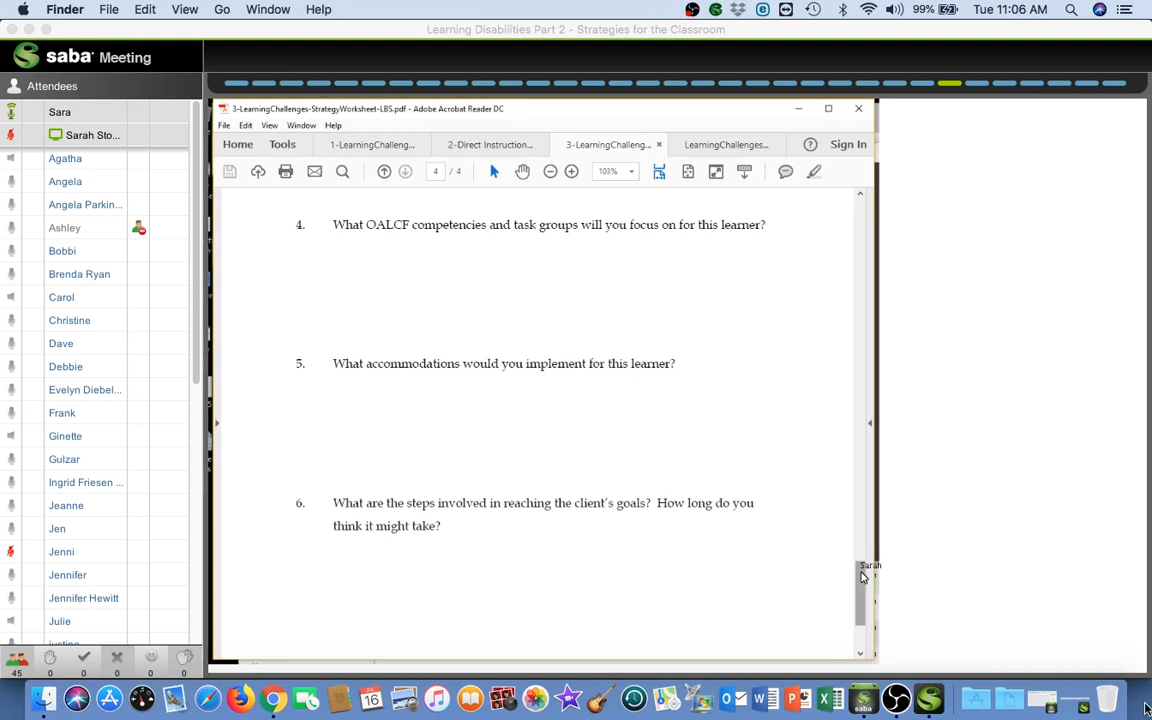 Finder File Edit View Go Window Help 99% Tue 11:06 AM
Learning Disabilities Part 2 - Strategies for the Classroom
saba Meeting
Attendees
Sara
Sarah Sto...
Agatha
Angela
Angela Parkin...
Ashley
Bobbi
Brenda Ryan
Carol
Christine
Dave
Debbie
Evelyn Diebel...
Frank
Ginette
Gulzar
Ingrid Friesen ...
Jeanne
Jen
Jenni
Jennifer
Jennifer Hewitt
Julie
justine
45 0 0 0 0 0
3-LearningChallenges-StrategyWorksheet-LBS.pdf - Adobe Acrobat Reader DC
File Edit View Window Help
Home Tools 1-LearningChalleng... 2-Direct Instruction... 3-LearningChalleng... × LearningChallenges... Sign In
4 / 4 103%
4. What OALCF competencies and task groups will you focus on for this learner?
5. What accommodations would you implement for this learner?
6. What are the steps involved in reaching the client's goals? How long do you
think it might take?
Sarah
16
saba